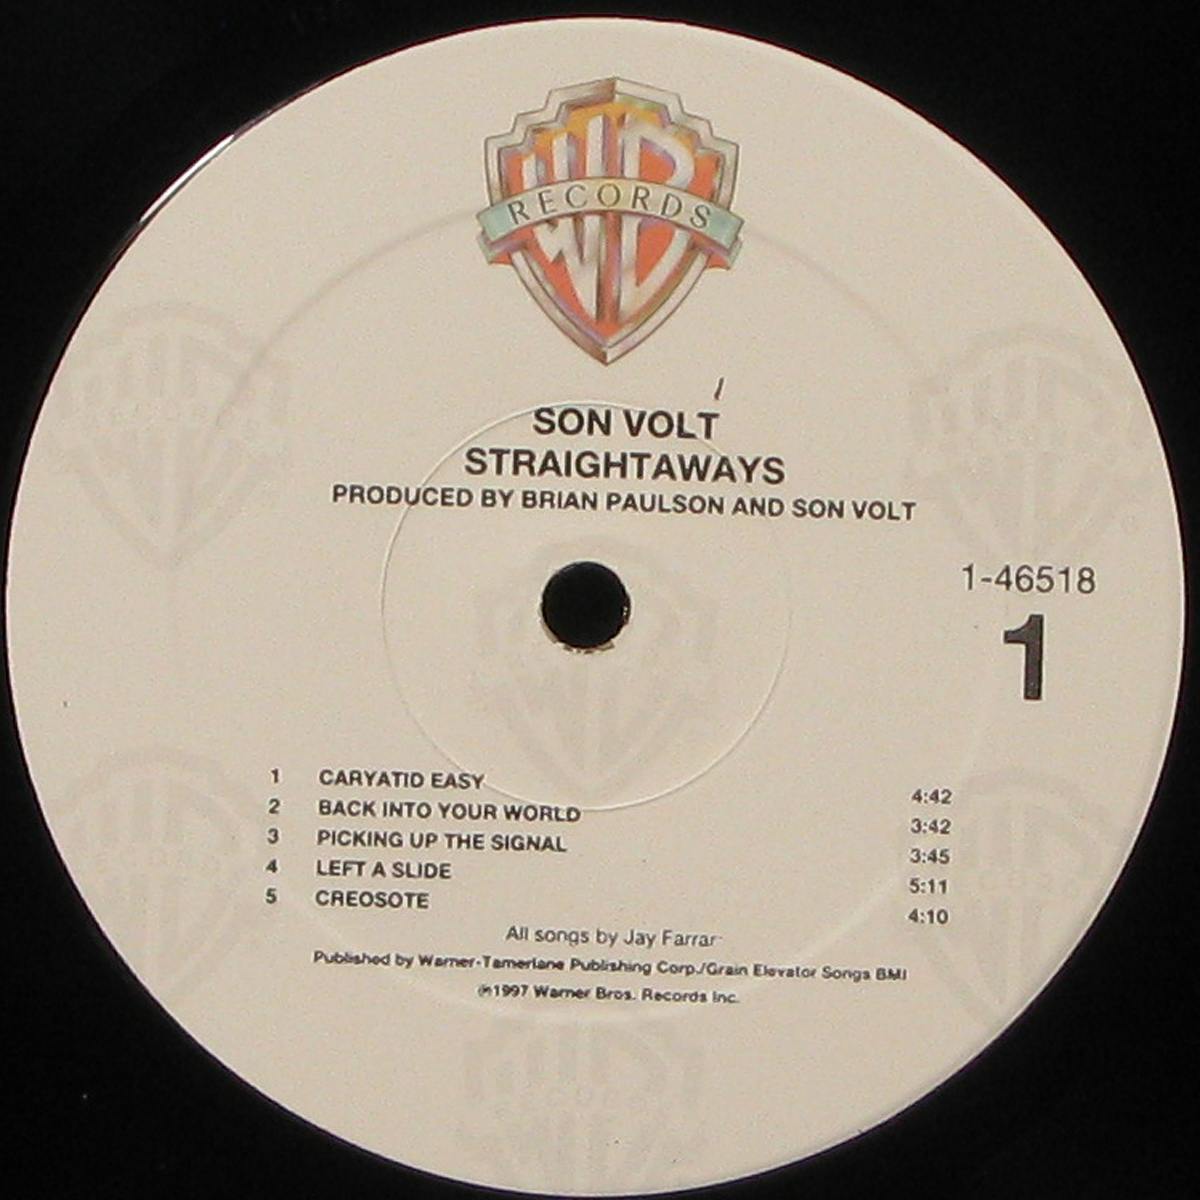 WB
RECORDS
SON VOLT
STRAIGHTAWAYS
PRODUCED BY BRIAN PAULSON AND SON VOLT
1-46518
1
1 CARYATID EASY 4:42
2 BACK INTO YOUR WORLD 3:42
3 PICKING UP THE SIGNAL 3:45
4 LEFT A SLIDE 5:11
5 CREOSOTE 4:10
All songs by Jay Farrar
Published by Warner-Tamerlane Publishing Corp./Grain Elevator Songs BMI
℗1997 Warner Bros. Records Inc.